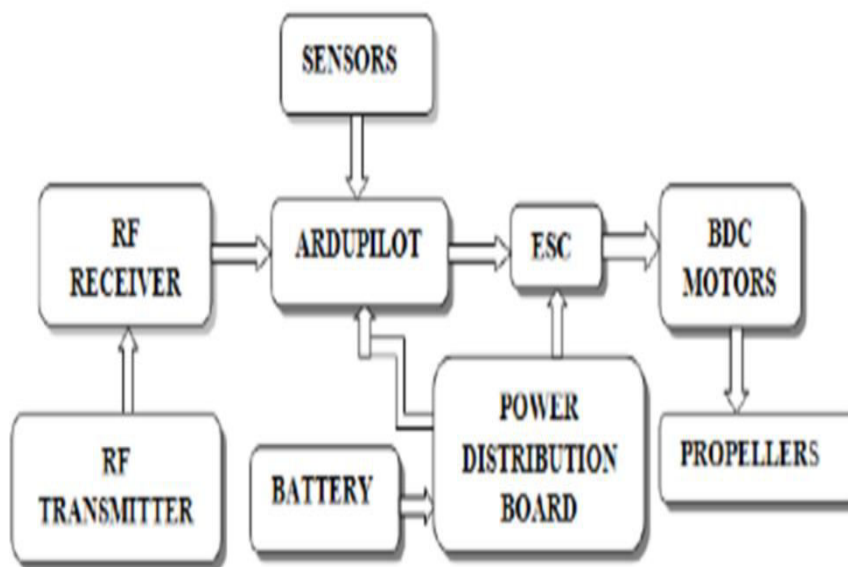 SENSORS
RF
RECEIVER
ARDUPILOT
ESC
BDC
MOTORS
RF
TRANSMITTER
BATTERY
POWER
DISTRIBUTION
BOARD
PROPELLERS